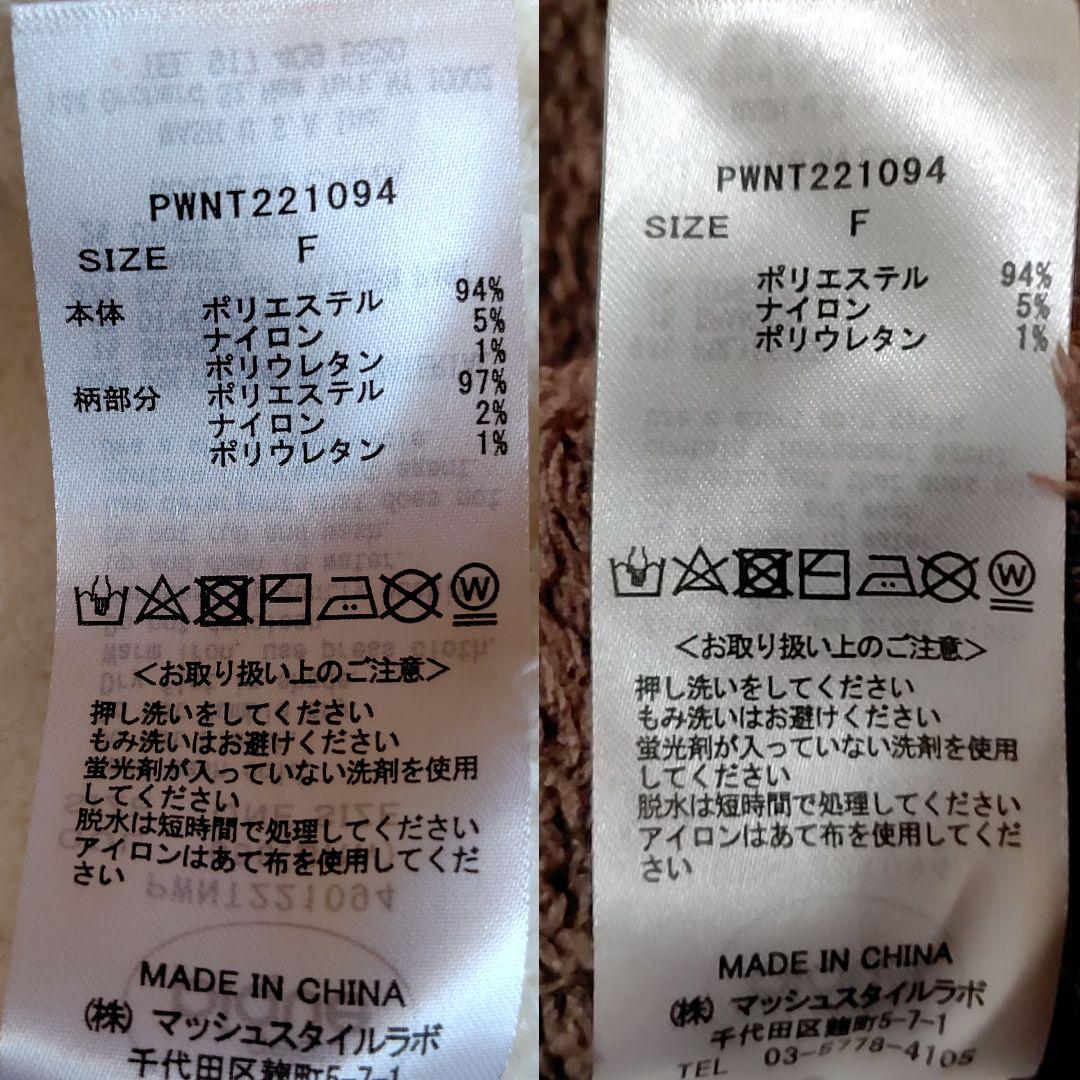 PWNT221094
SIZE F
本体 ポリエステル 94%
ナイロン 5%
ポリウレタン 1%
柄部分 ポリエステル 97%
ナイロン 2%
ポリウレタン 1%
W
<お取り扱い上のご注意>
押し洗いをしてください
もみ洗いはお避けください
蛍光剤が入っていない洗剤を使用
してください
脱水は短時間で処理してください
アイロンはあて布を使用してくだ
さい
MADE IN CHINA
(株) マッシュスタイルラボ
千代田区麹町5-7-1
PWNT221094
SIZE F
ポリエステル 94%
ナイロン 5%
ポリウレタン 1%
W
<お取り扱い上のご注意>
押し洗いをしてください
もみ洗いはお避けください
蛍光剤が入っていない洗剤を使用
してください
脱水は短時間で処理してください
アイロンはあて布を使用してくだ
さい
MADE IN CHINA
(株) マッシュスタイルラボ
千代田区麹町5-7-1
TEL 03-5778-4105